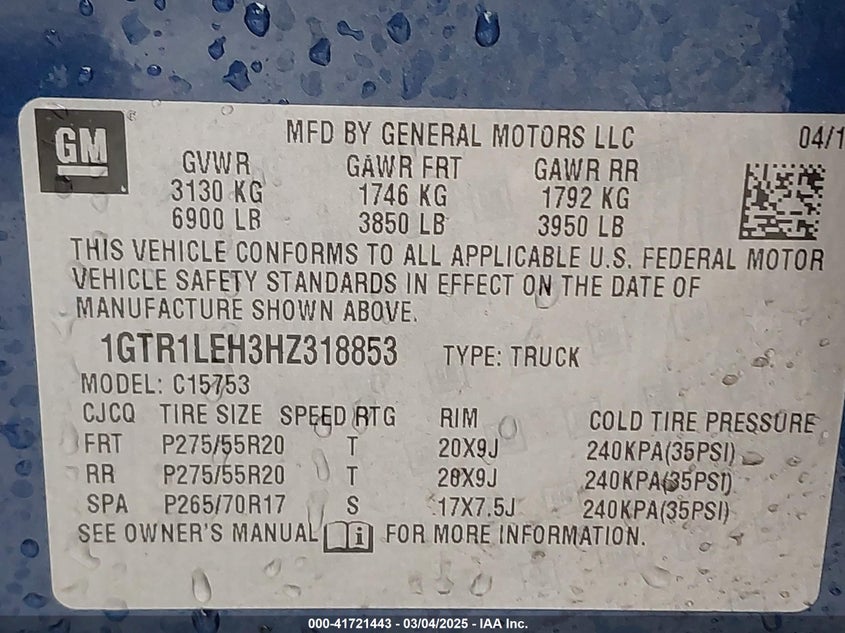 GM
MFD BY GENERAL MOTORS LLC 04/1
GVWR GAWR FRT GAWR RR
3130 KG 1746 KG 1792 KG
6900 LB 3850 LB 3950 LB
THIS VEHICLE CONFORMS TO ALL APPLICABLE U.S. FEDERAL MOTOR
VEHICLE SAFETY STANDARDS IN EFFECT ON THE DATE OF
MANUFACTURE SHOWN ABOVE.
1GTR1LEH3HZ318853 TYPE: TRUCK
MODEL: C15753
CJCQ TIRE SIZE SPEED RTG RIM COLD TIRE PRESSURE
FRT P275/55R20 T 20X9J 240KPA(35PSI)
RR P275/55R20 T 20X9J 240KPA(35PSI)
SPA P265/70R17 S 17X7.5J 240KPA(35PSI)
SEE OWNER'S MANUAL FOR MORE INFORMATION.
000-41721443 - 03/04/2025 - IAA Inc.